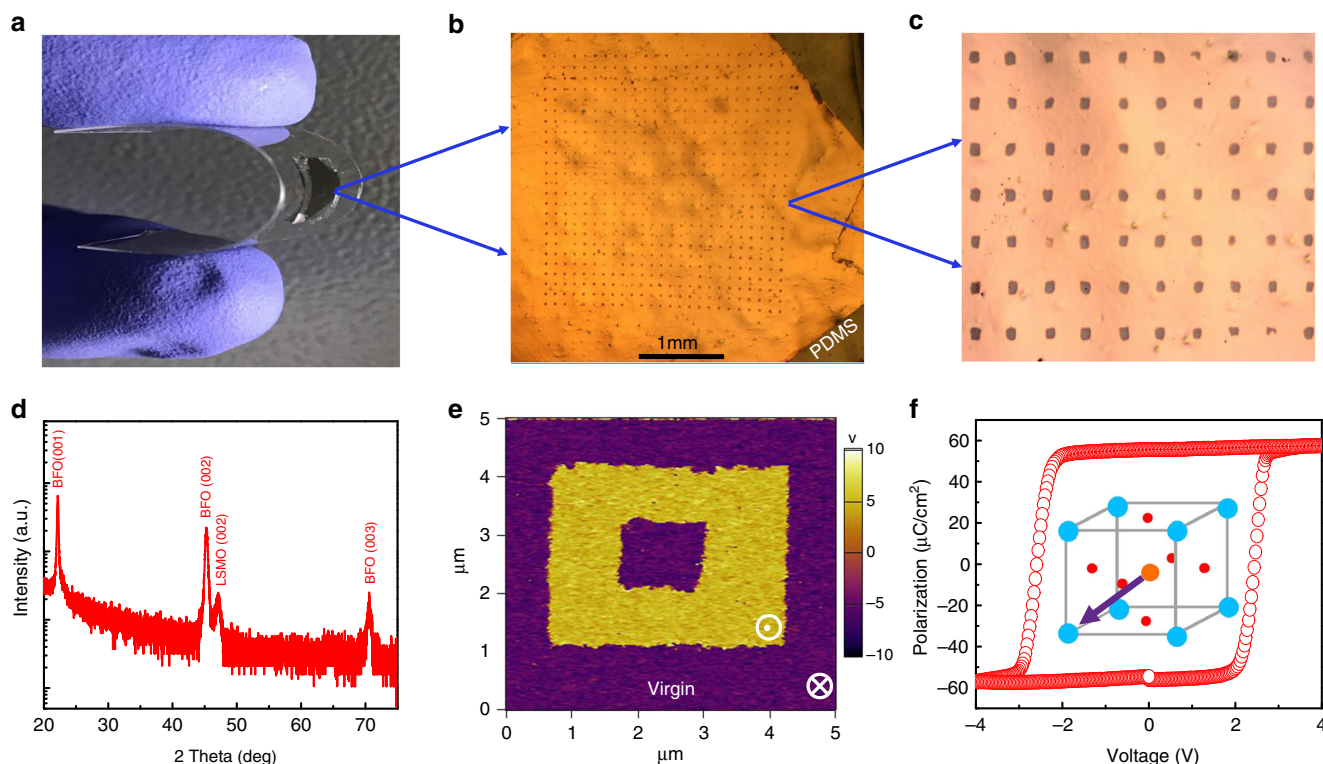 a
b
c
1mm
PDMS
d
Intensity (a.u.)
BFO(001)
BFO (002)
LSMO (002)
BFO (003)
20
30
40
50
60
70
2 Theta (deg)
e
μm
5
4
3
2
1
0
Virgin
0
1
2
3
4
5
μm
V
10
5
0
−5
−10
f
Polarization (μC/cm2)
60
40
20
0
−20
−40
−60
−4
−2
0
2
4
Voltage (V)